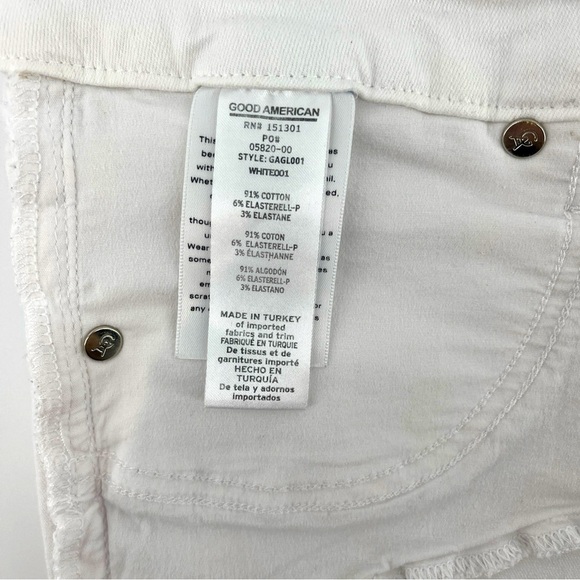 GOOD AMERICAN
RN# 151301
PO#
05820-00
STYLE: GAGL001
WHITE001
91% COTTON
6% ELASTERELL-P
3% ELASTANE
91% COTON
6% ELASTERELL-P
3% ÉLASTHANNE
91% ALGODÓN
6% ELASTERELL-P
3% ELASTANO
MADE IN TURKEY
of imported
fabrics and trim
FABRIQUÉ EN TURQUIE
De tissus et de
garnitures importé
HECHO EN
TURQUÍA
De tela y adornos
importados